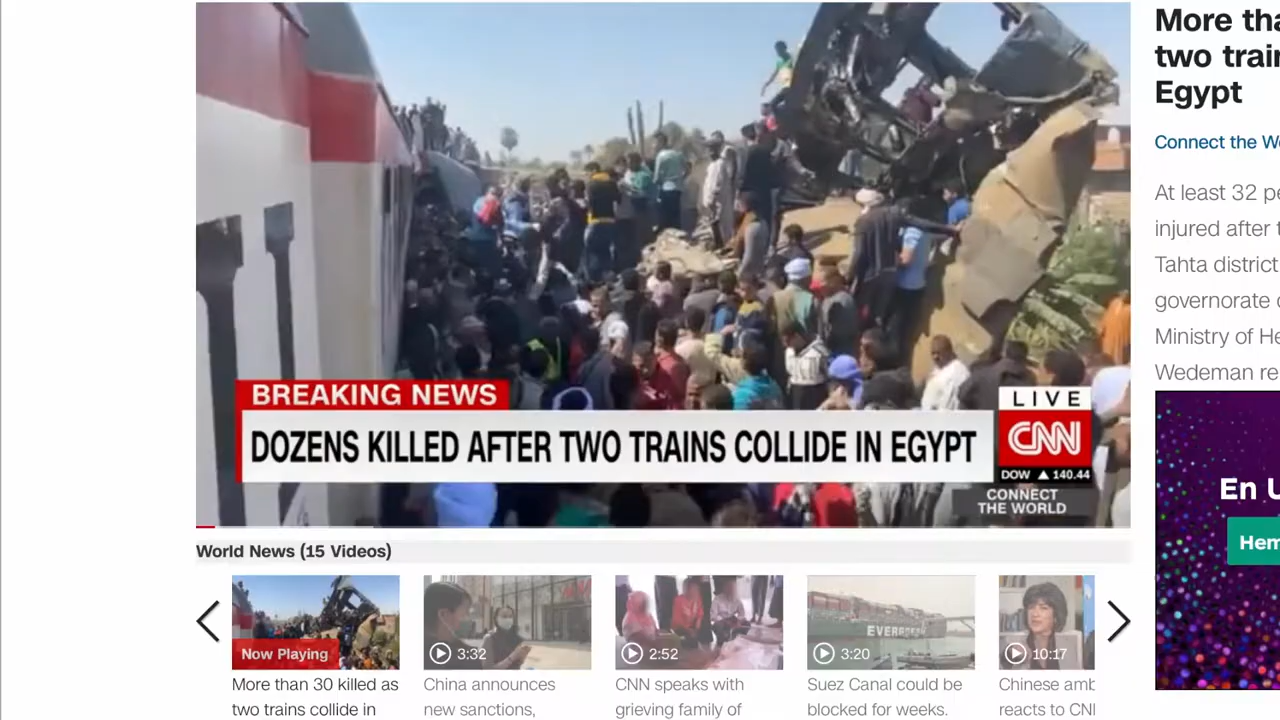 BREAKING NEWS
DOZENS KILLED AFTER TWO TRAINS COLLIDE IN EGYPT
LIVE
CNN
DOW ▲ 140.44
CONNECT
THE WORLD
World News (15 Videos)
Now Playing
More than 30 killed as
two trains collide in
3:32
China announces
new sanctions,
2:52
CNN speaks with
grieving family of
EVERGREEN
3:20
Suez Canal could be
blocked for weeks.
10:17
Chinese amb
reacts to CNI
More tha
two trair
Egypt
Connect the Wo
At least 32 pe
injured after t
Tahta district
governorate o
Ministry of He
Wedeman re
En U
Hem